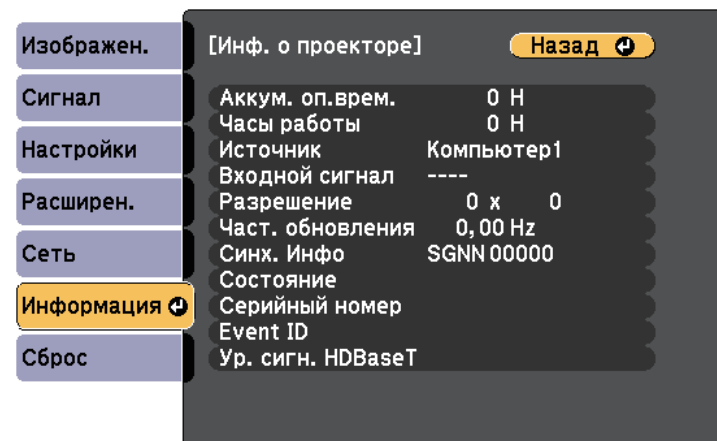 Изображен.
Сигнал
Настройки
Расширен.
Сеть
Информация
Сброс
[Инф. о проекторе] Назад
Аккум. оп.врем. 0 H
Часы работы 0 H
Источник Компьютер1
Входной сигнал ----
Разрешение 0 x 0
Част. обновления 0,00 Hz
Синх. Инфо SGNN 00000
Состояние
Серийный номер
Event ID
Ур. сигн. HDBaseT